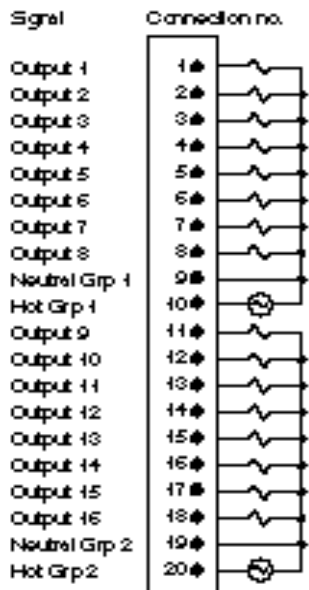 Signal Connection no.
Output 1 1
Output 2 2
Output 3 3
Output 4 4
Output 5 5
Output 6 6
Output 7 7
Output 8 8
Neutral Grp 1 9
Hot Grp 1 10
Output 9 11
Output 10 12
Output 11 13
Output 12 14
Output 13 15
Output 14 16
Output 15 17
Output 16 18
Neutral Grp 2 19
Hot Grp2 20